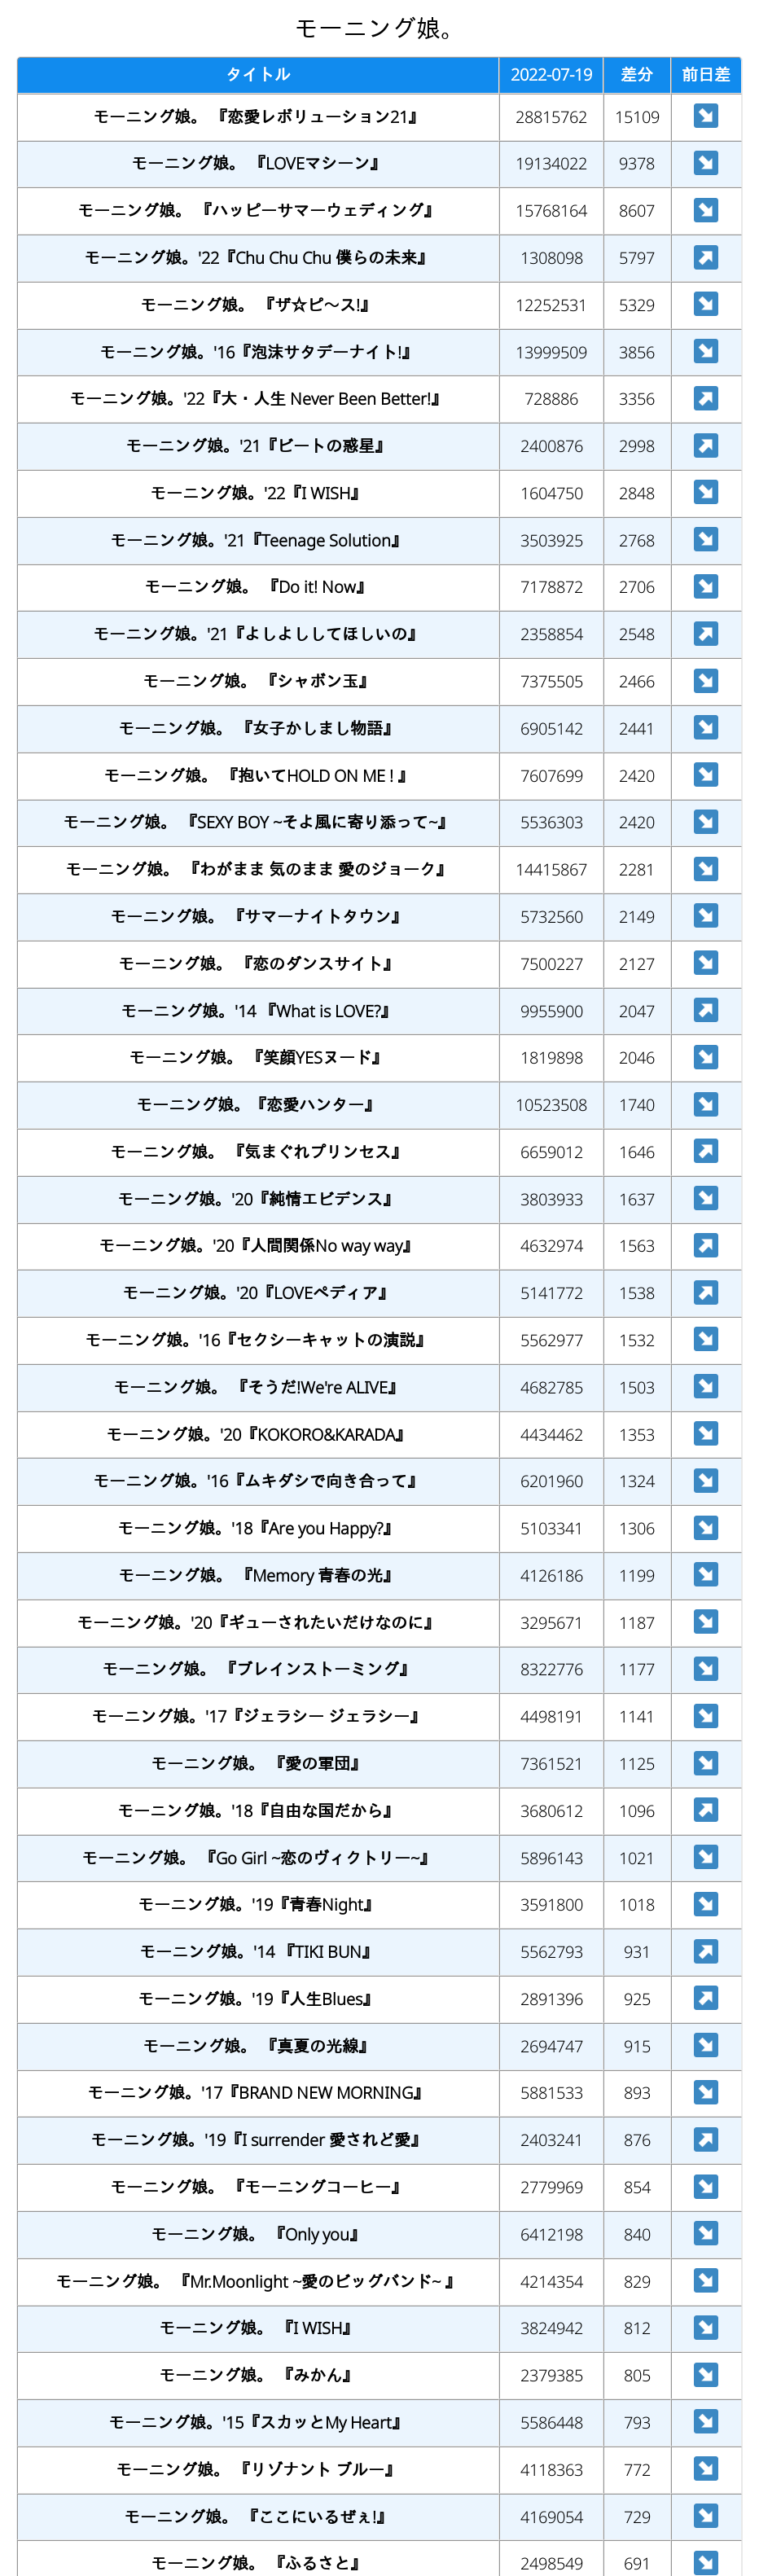 モーニング娘。
タイトル 2022-07-19 差分 前日差
モーニング娘。 『恋愛レボリューション21』 28815762 15109 ↘
モーニング娘。 『LOVEマシーン』 19134022 9378 ↘
モーニング娘。 『ハッピーサマーウェディング』 15768164 8607 ↘
モーニング娘。'22『Chu Chu Chu 僕らの未来』 1308098 5797 ↗
モーニング娘。 『ザ☆ピ〜ス!』 12252531 5329 ↘
モーニング娘。'16『泡沫サタデーナイト!』 13999509 3856 ↘
モーニング娘。'22『大・人生 Never Been Better!』 728886 3356 ↗
モーニング娘。'21『ビートの惑星』 2400876 2998 ↗
モーニング娘。'22『I WISH』 1604750 2848 ↘
モーニング娘。'21『Teenage Solution』 3503925 2768 ↘
モーニング娘。 『Do it! Now』 7178872 2706 ↘
モーニング娘。'21『よしよししてほしいの』 2358854 2548 ↗
モーニング娘。 『シャボン玉』 7375505 2466 ↘
モーニング娘。 『女子かしまし物語』 6905142 2441 ↘
モーニング娘。 『抱いてHOLD ON ME ! 』 7607699 2420 ↘
モーニング娘。 『SEXY BOY ~そよ風に寄り添って~』 5536303 2420 ↘
モーニング娘。 『わがまま 気のまま 愛のジョーク』 14415867 2281 ↘
モーニング娘。 『サマーナイトタウン』 5732560 2149 ↘
モーニング娘。 『恋のダンスサイト』 7500227 2127 ↘
モーニング娘。'14 『What is LOVE?』 9955900 2047 ↗
モーニング娘。 『笑顔YESヌード』 1819898 2046 ↘
モーニング娘。『恋愛ハンター』 10523508 1740 ↘
モーニング娘。 『気まぐれプリンセス』 6659012 1646 ↗
モーニング娘。'20『純情エビデンス』 3803933 1637 ↘
モーニング娘。'20『人間関係No way way』 4632974 1563 ↗
モーニング娘。'20『LOVEペディア』 5141772 1538 ↗
モーニング娘。'16『セクシーキャットの演説』 5562977 1532 ↘
モーニング娘。 『そうだ!We're ALIVE』 4682785 1503 ↘
モーニング娘。'20『KOKORO&KARADA』 4434462 1353 ↘
モーニング娘。'16『ムキダシで向き合って』 6201960 1324 ↘
モーニング娘。'18『Are you Happy?』 5103341 1306 ↘
モーニング娘。 『Memory 青春の光』 4126186 1199 ↘
モーニング娘。'20『ギューされたいだけなのに』 3295671 1187 ↘
モーニング娘。 『ブレインストーミング』 8322776 1177 ↘
モーニング娘。'17『ジェラシー ジェラシー』 4498191 1141 ↘
モーニング娘。 『愛の軍団』 7361521 1125 ↘
モーニング娘。'18『自由な国だから』 3680612 1096 ↗
モーニング娘。 『Go Girl ~恋のヴィクトリー~』 5896143 1021 ↘
モーニング娘。'19『青春Night』 3591800 1018 ↘
モーニング娘。'14 『TIKI BUN』 5562793 931 ↗
モーニング娘。'19『人生Blues』 2891396 925 ↗
モーニング娘。 『真夏の光線』 2694747 915 ↘
モーニング娘。'17『BRAND NEW MORNING』 5881533 893 ↘
モーニング娘。'19『I surrender 愛されど愛』 2403241 876 ↗
モーニング娘。 『モーニングコーヒー』 2779969 854 ↘
モーニング娘。 『Only you』 6412198 840 ↘
モーニング娘。 『Mr.Moonlight ~愛のビッグバンド~ 』 4214354 829 ↘
モーニング娘。 『I WISH』 3824942 812 ↘
モーニング娘。 『みかん』 2379385 805 ↘
モーニング娘。'15『スカッとMy Heart』 5586448 793 ↘
モーニング娘。 『リゾナント ブルー』 4118363 772 ↘
モーニング娘。 『ここにいるぜぇ!』 4169054 729 ↘
モーニング娘。 『ふるさと』 2498549 691 ↘